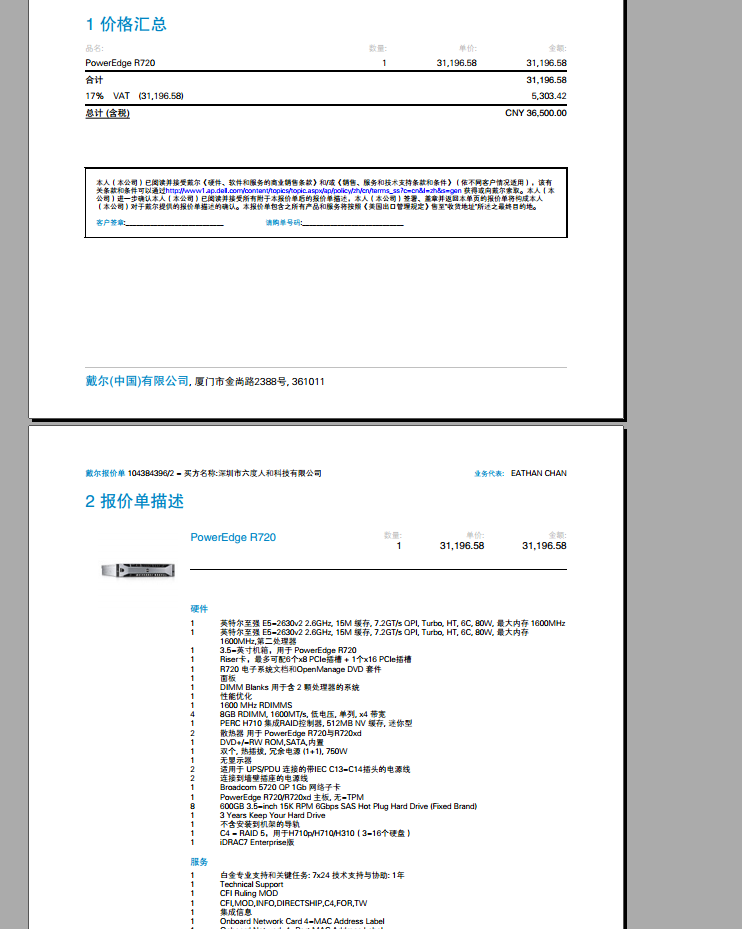 1 价格汇总
品名: 数量: 单价: 金额:
PowerEdge R720 1 31,196.58 31,196.58
合计 31,196.58
17% VAT (31,196.58) 5,303.42
总计 (含税) CNY 36,500.00
本人(本公司)已阅读并接受戴尔《硬件、软件和服务的商业销售条款》和/或《销售、服务和技术支持条款和条件》(依不同客户情况适用),该有
关条款和条件可以通过http://www1.ap.dell.com/content/topics/topic.aspx/ap/policy/zh/cn/terms_ss?c=cn&l=zh&s=gen 获得或向戴尔索取。本人(本
公司)进一步确认本人(本公司)已阅读并接受所有附于本报价单后的报价单描述。本人(本公司)签署、盖章并返回本单页的报价单将构成本人
(本公司)对于戴尔提供的报价单描述的确认。本报价单包含之所有产品和服务将按照《美国出口管理规定》售至"收货地址"所述之最终目的地。
客户签章: 请购单号码:
戴尔(中国)有限公司, 厦门市金尚路2388号, 361011
戴尔报价单 104384396/2 - 买方名称:深圳市六度人和科技有限公司 业务代表: EATHAN CHAN
2 报价单描述
PowerEdge R720 数量: 单价: 金额:
1 31,196.58 31,196.58
硬件
1 英特尔至强 E5-2630v2 2.6GHz, 15M 缓存, 7.2GT/s QPI, Turbo, HT, 6C, 80W, 最大内存 1600MHz
1 英特尔至强 E5-2630v2 2.6GHz, 15M 缓存, 7.2GT/s QPI, Turbo, HT, 6C, 80W, 最大内存
1600MHz,第二处理器
1 3.5-英寸机箱,用于 PowerEdge R720
1 Riser卡,最多可配6个x8 PCIe插槽 + 1个x16 PCIe插槽
1 R720 电子系统文档和OpenManage DVD 套件
1 面板
1 DIMM Blanks 用于含 2 颗处理器的系统
1 性能优化
1 1600 MHz RDIMMS
4 8GB RDIMM, 1600MT/s, 低电压, 单列, x4 带宽
1 PERC H710 集成RAID控制器, 512MB NV 缓存, 迷你型
2 散热器 用于 PowerEdge R720与R720xd
1 DVD+/-RW ROM,SATA,内置
1 双个, 热插拔, 冗余电源 (1+1), 750W
1 无显示器
2 适用于 UPS/PDU 连接的带IEC C13-C14插头的电源线
2 连接到墙壁插座的电源线
1 Broadcom 5720 QP 1Gb 网络子卡
1 PowerEdge R720/R720xd 主板, 无-TPM
8 600GB 3.5-inch 15K RPM 6Gbps SAS Hot Plug Hard Drive (Fixed Brand)
1 3 Years Keep Your Hard Drive
1 不含安装到机架的导轨
1 C4 - RAID 5,用于H710p/H710/H310(3-16个硬盘)
1 iDRAC7 Enterprise版
服务
1 白金专业支持和关键任务: 7x24 技术支持与协助: 1年
1 Technical Support
1 CFI Ruling MOD
1 CFI,MOD,INFO,DIRECTSHIP,C4,FOR,TW
1 集成信息
1 Onboard Network Card 4-MAC Address Label